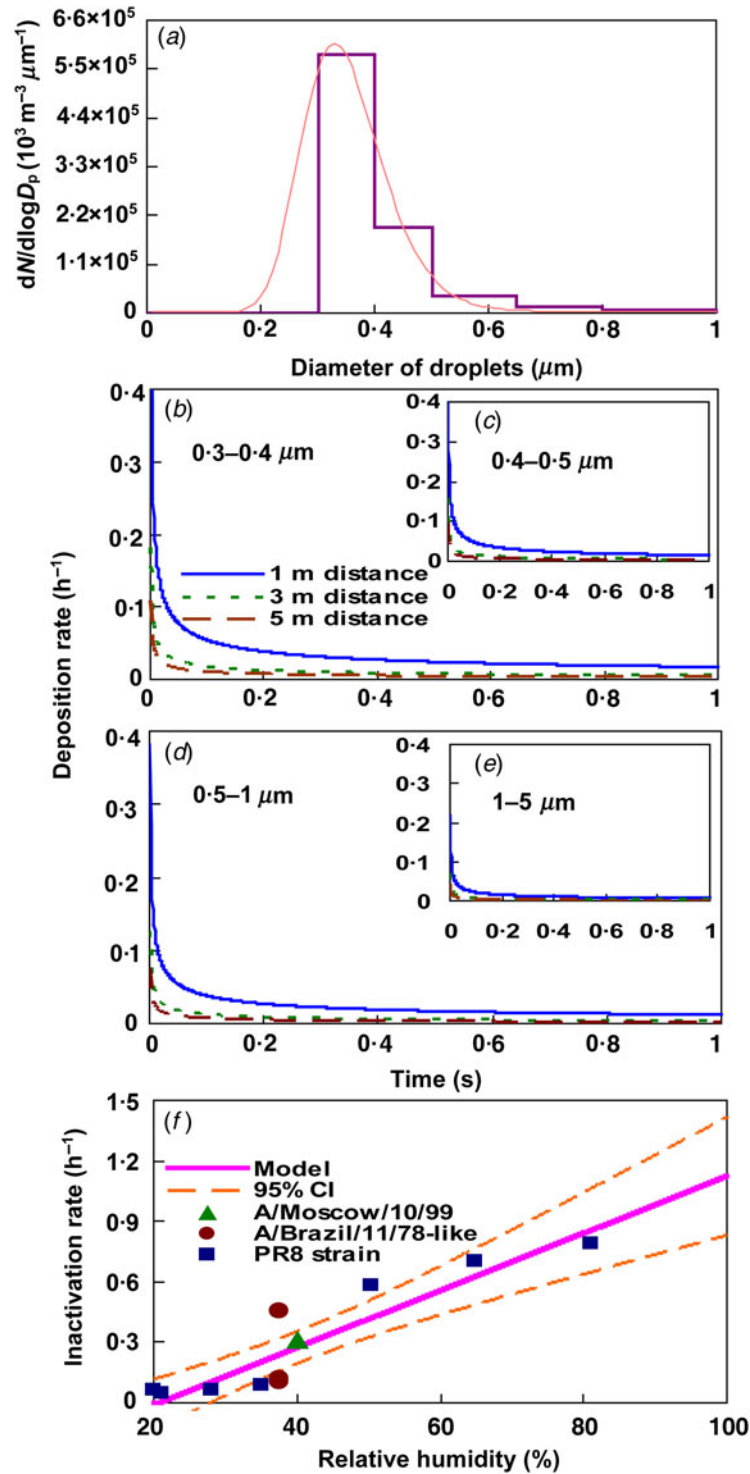 (a)
dN/dlogDp (10³ m⁻³ μm⁻¹)
6·6×10⁵
5·5×10⁵
4·4×10⁵
3·3×10⁵
2·2×10⁵
1·1×10⁵
0
0 0·2 0·4 0·6 0·8 1
Diameter of droplets (μm)
Deposition rate (h⁻¹)
(b)
0·3–0·4 μm
0·4
0·3
0·2
0·1
0
1 m distance
3 m distance
5 m distance
0 0·2 0·4 0·6 0·8 1
(c)
0·4–0·5 μm
0·4
0·3
0·2
0·1
0
0 0·2 0·4 0·6 0·8 1
(d)
0·5–1 μm
0·4
0·3
0·2
0·1
0
0 0·2 0·4 0·6 0·8 1
(e)
1–5 μm
0·4
0·3
0·2
0·1
0
0 0·2 0·4 0·6 0·8 1
Time (s)
(f)
Inactivation rate (h⁻¹)
1·5
1·2
0·9
0·6
0·3
0
Model
95% CI
A/Moscow/10/99
A/Brazil/11/78-like
PR8 strain
20 40 60 80 100
Relative humidity (%)